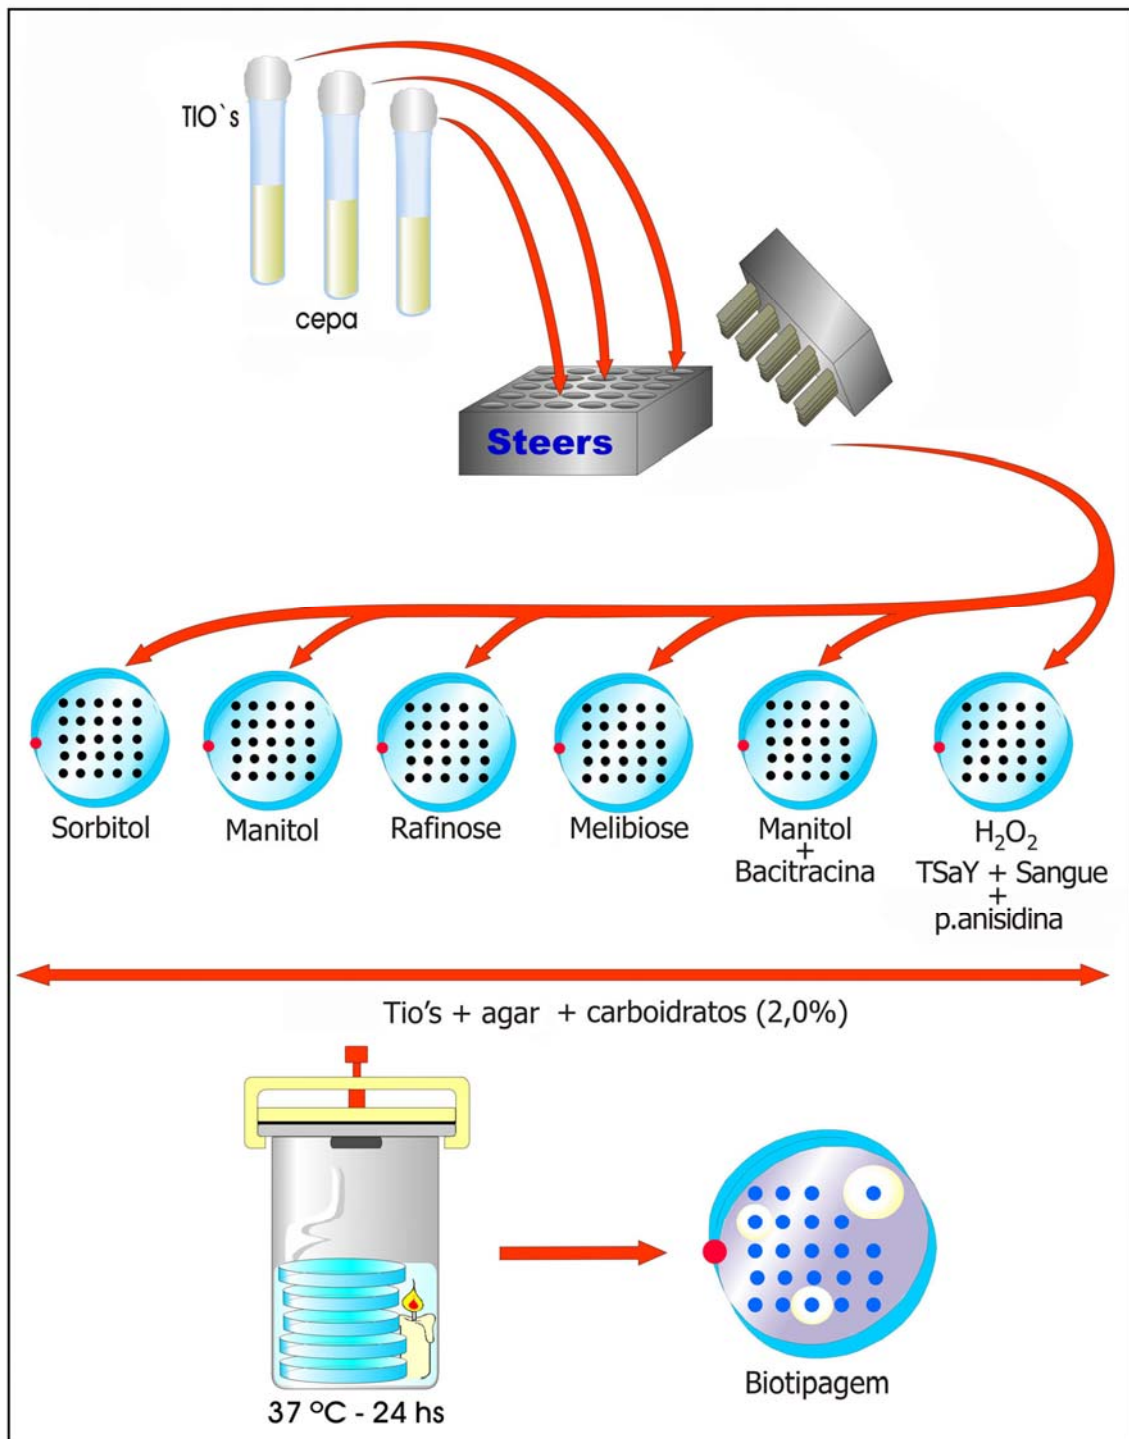 TIO`s
cepa
Steers
Sorbitol
Manitol
Rafinose
Melibiose
Manitol
+
Bacitracina
H₂O₂
TSaY + Sangue
+
p.anisidina
Tio's + agar + carboidratos (2,0%)
37 ºC - 24 hs
Biotipagem